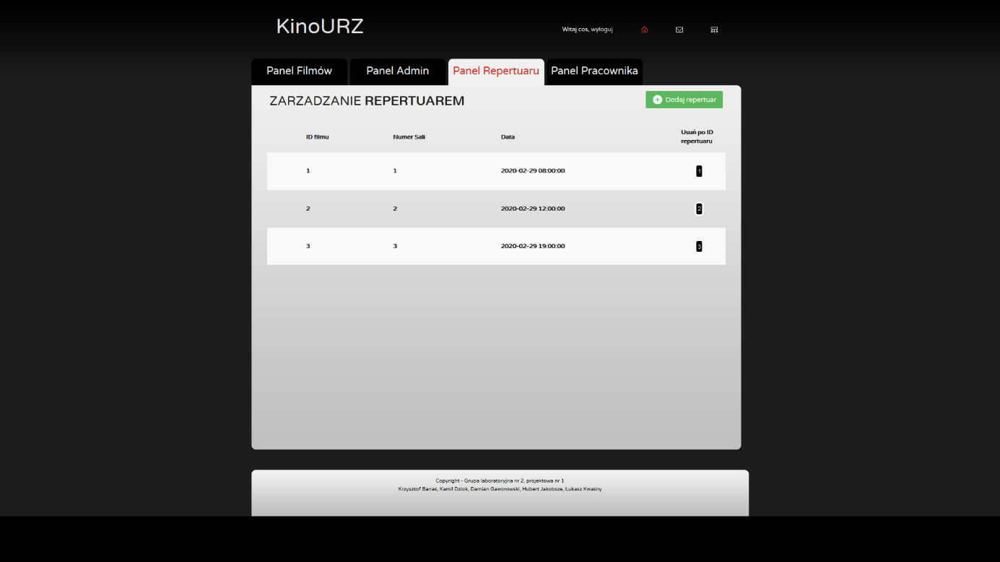 KinoURZ
Witaj cos, wyloguj
Panel Filmów
Panel Admin
Panel Repertuaru
Panel Pracownika
ZARZADZANIE REPERTUAREM
Dodaj repertuar
ID filmu
Numer Sali
Data
Usuń po ID
repertuaru
1
1
2020-02-29 08:00:00
1
2
2
2020-02-29 12:00:00
2
3
3
2020-02-29 19:00:00
3
Copyright - Grupa laboratoryjna nr 2, projektowa nr 1
Krzysztof Banas, Kamil Dziok, Damian Gaworowski, Hubert Jakobsze, Łukasz Kwaśny